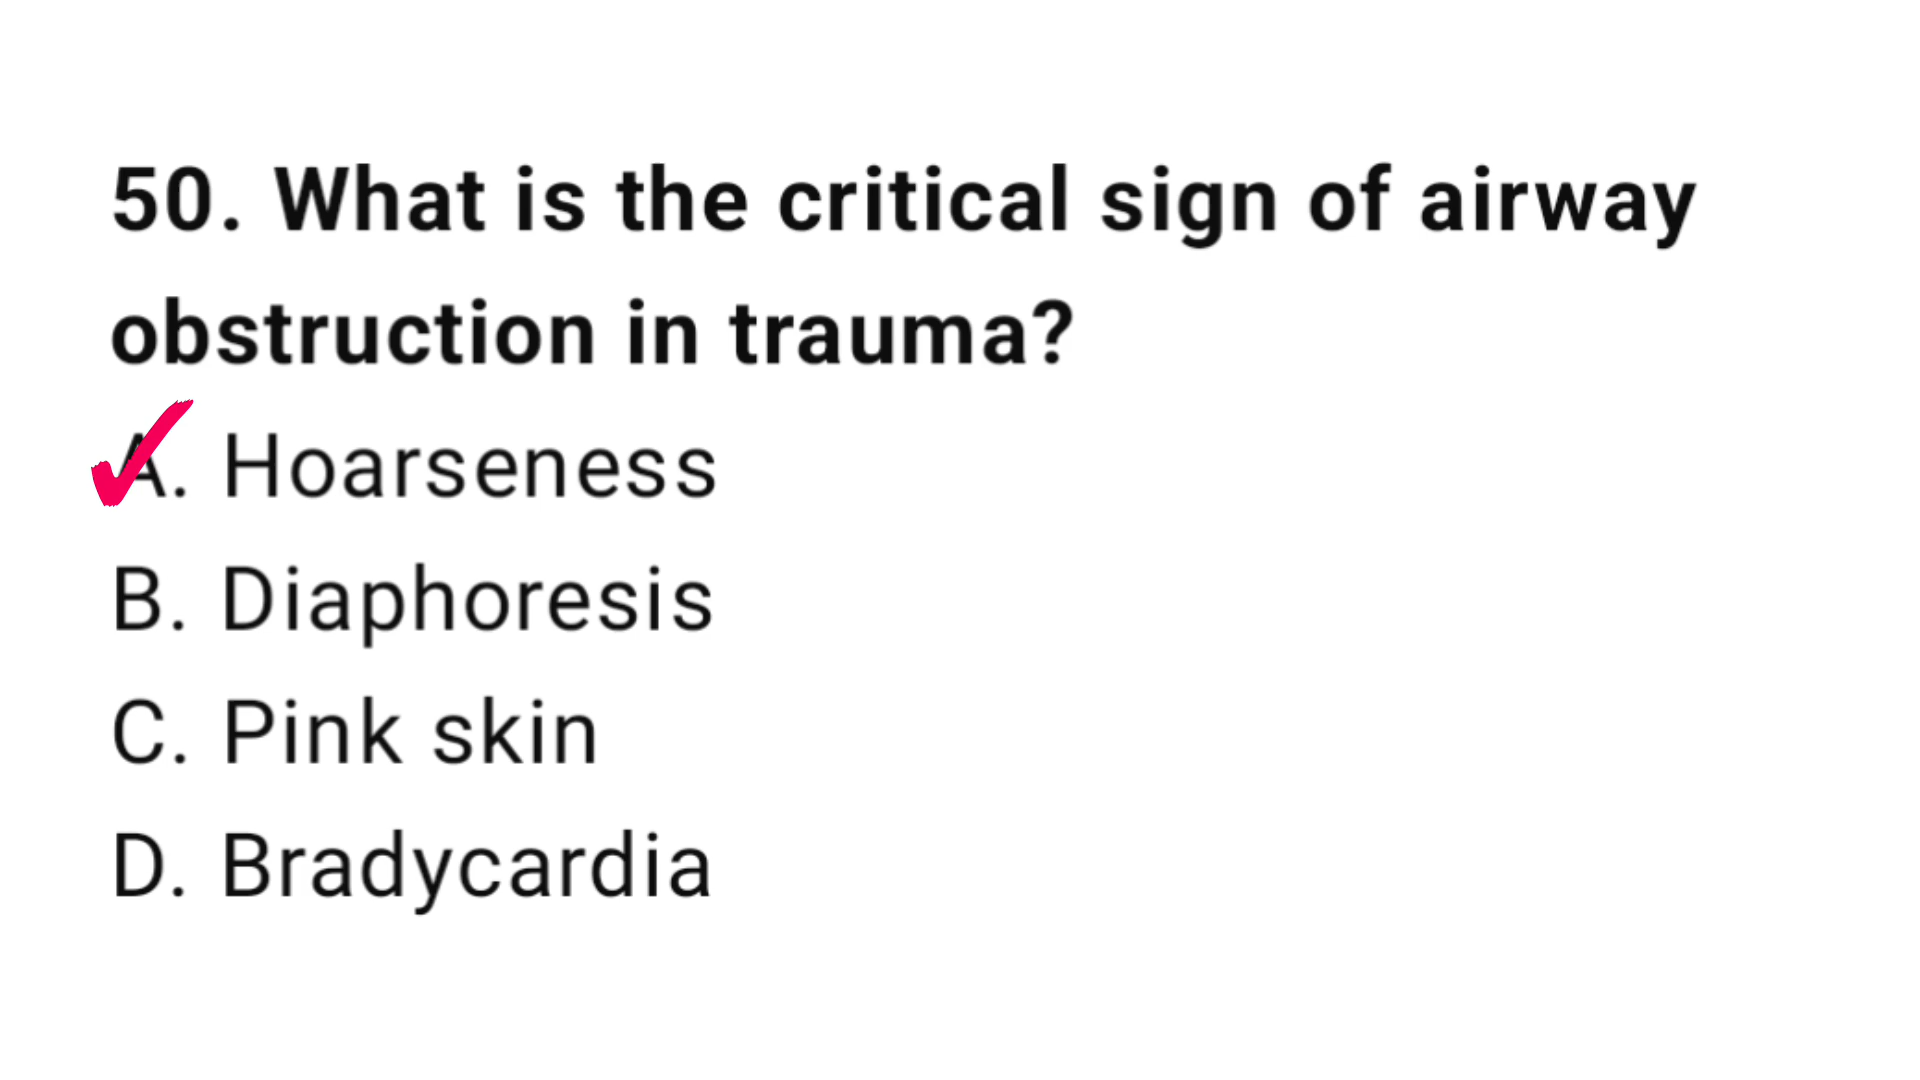 50. What is the critical sign of airway
obstruction in trauma?
A. Hoarseness
B. Diaphoresis
C. Pink skin
D. Bradycardia